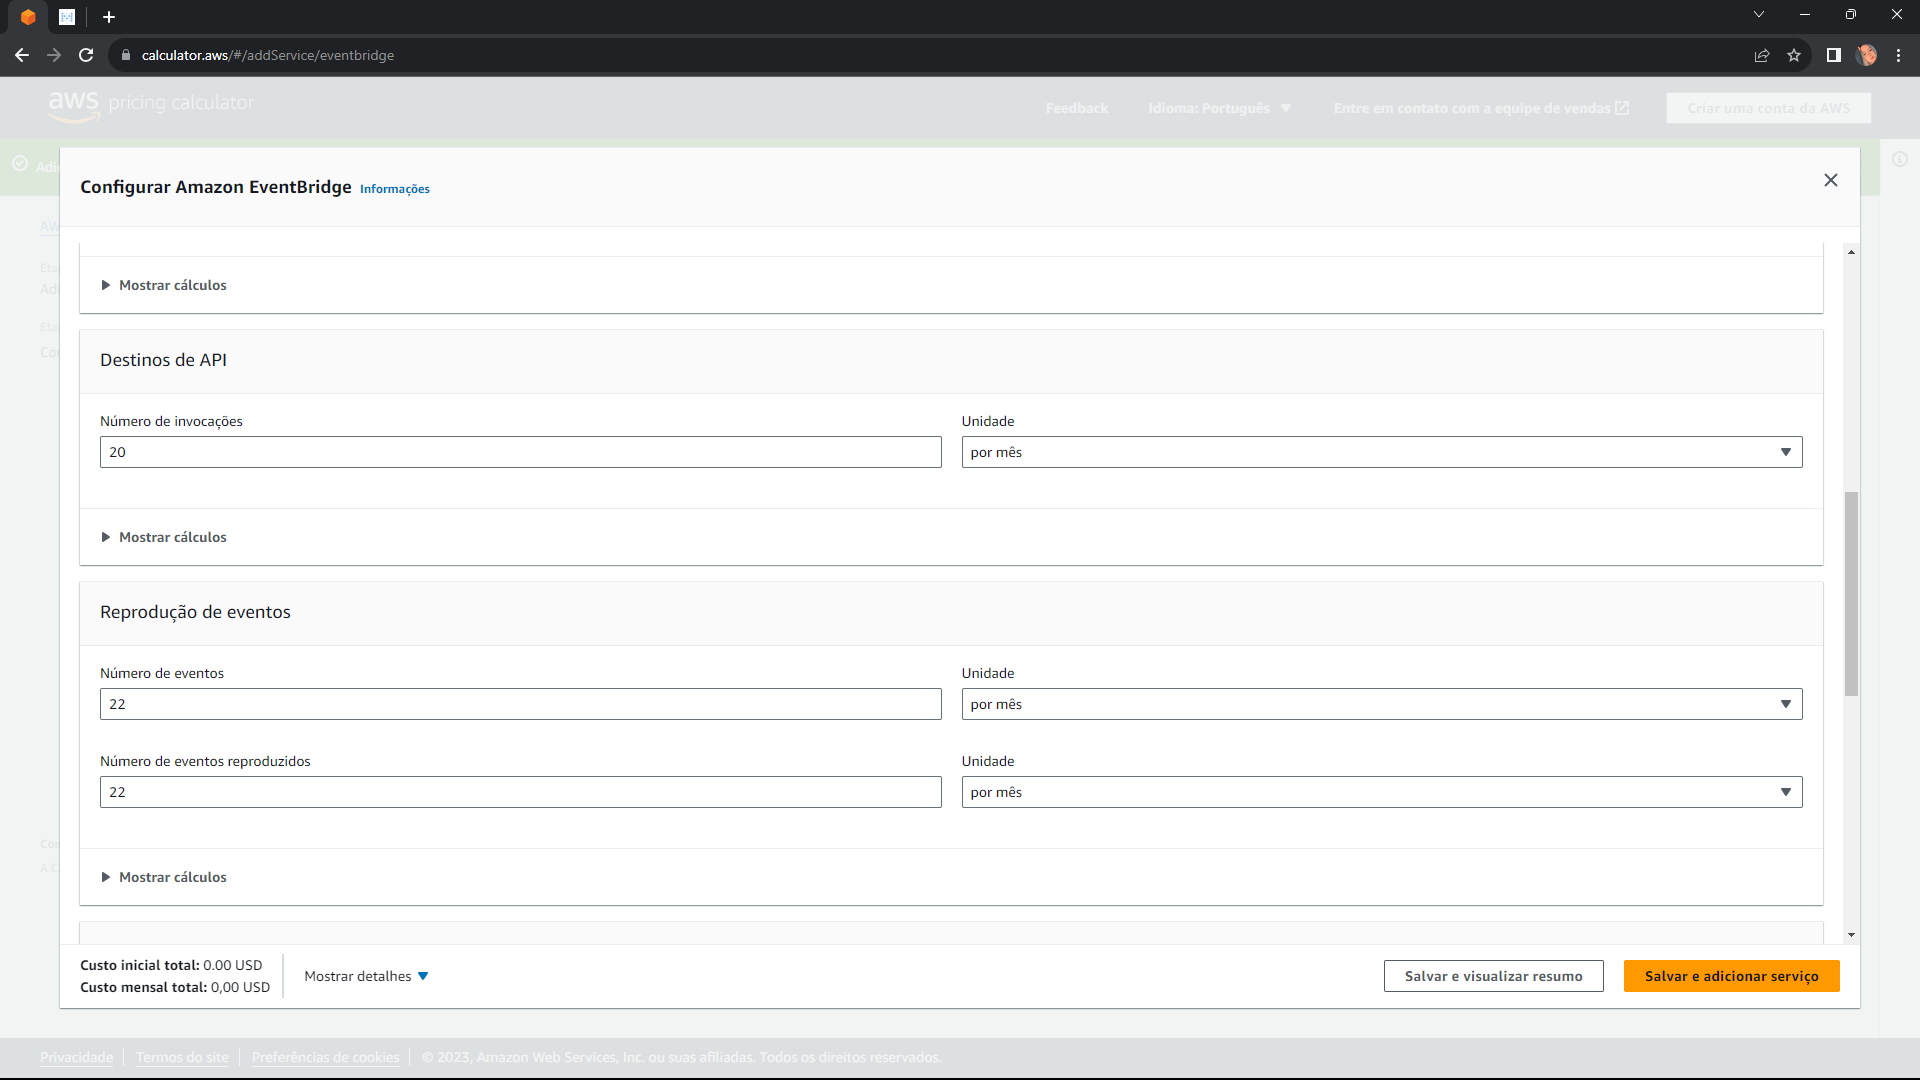 calculator.aws/#/addService/eventbridge
aws pricing calculator
Feedback
Idioma: Português
Entre em contato com a equipe de vendas
Criar uma conta da AWS
Configurar Amazon EventBridge Informações
Mostrar cálculos
Destinos de API
Número de invocações
Unidade
20
por mês
Mostrar cálculos
Reprodução de eventos
Número de eventos
Unidade
22
por mês
Número de eventos reproduzidos
Unidade
22
por mês
Mostrar cálculos
Custo inicial total: 0.00 USD
Custo mensal total: 0,00 USD
Mostrar detalhes
Salvar e visualizar resumo
Salvar e adicionar serviço
Privacidade
Termos do site
Preferências de cookies
© 2023, Amazon Web Services, Inc. ou suas afiliadas. Todos os direitos reservados.